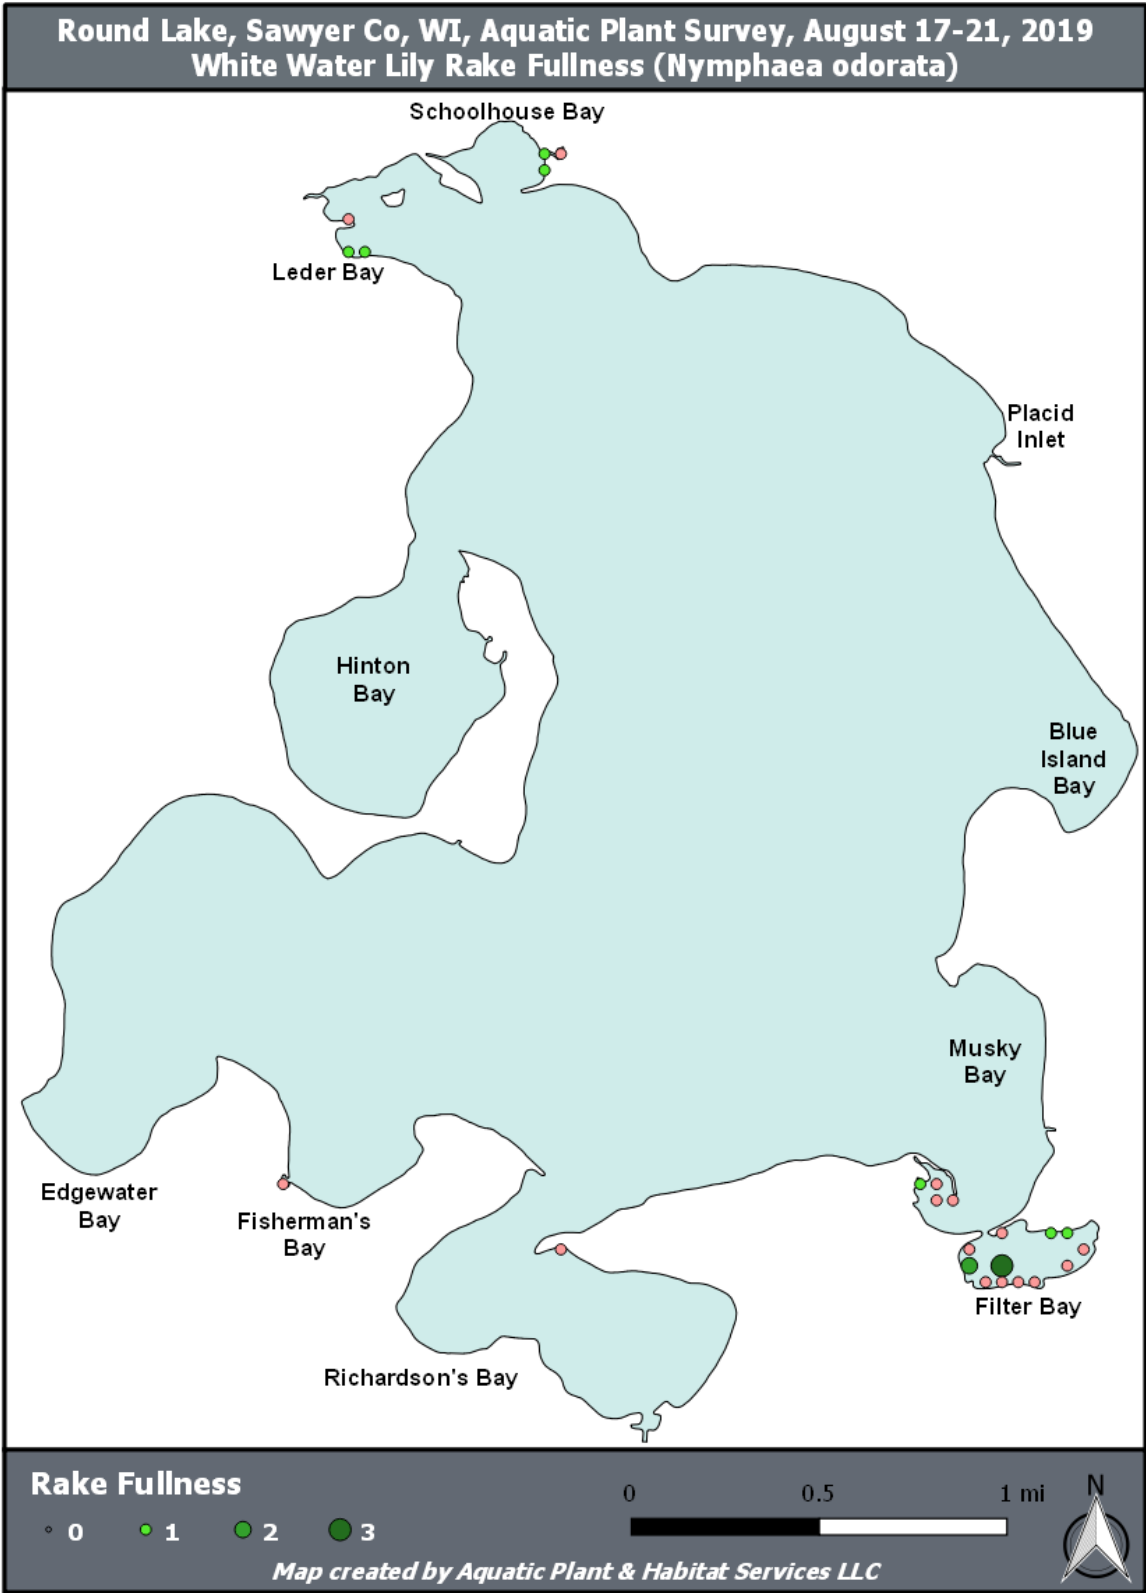 Round Lake, Sawyer Co, WI, Aquatic Plant Survey, August 17-21, 2019
White Water Lily Rake Fullness (Nymphaea odorata)
Schoolhouse Bay
Leder Bay
Placid
Inlet
Hinton
Bay
Blue
Island
Bay
Musky
Bay
Edgewater
Bay
Fisherman's
Bay
Filter Bay
Richardson's Bay
Rake Fullness
0 1 2 3
0 0.5 1 mi
N
Map created by Aquatic Plant & Habitat Services LLC